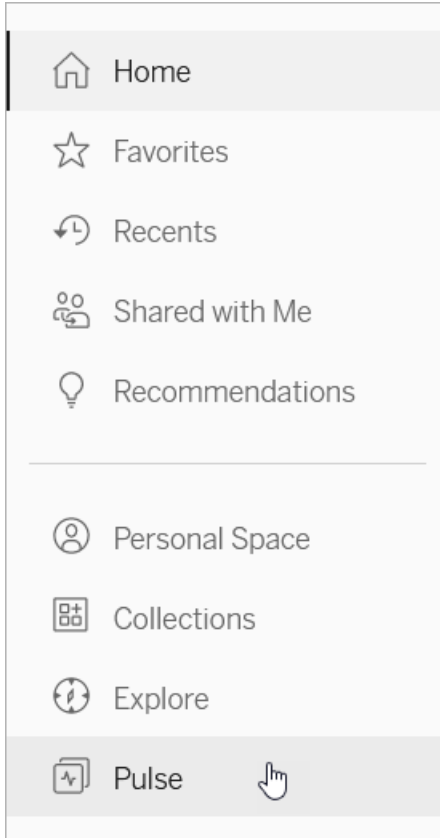 Home
Favorites
Recents
Shared with Me
Recommendations
Personal Space
Collections
Explore
Pulse